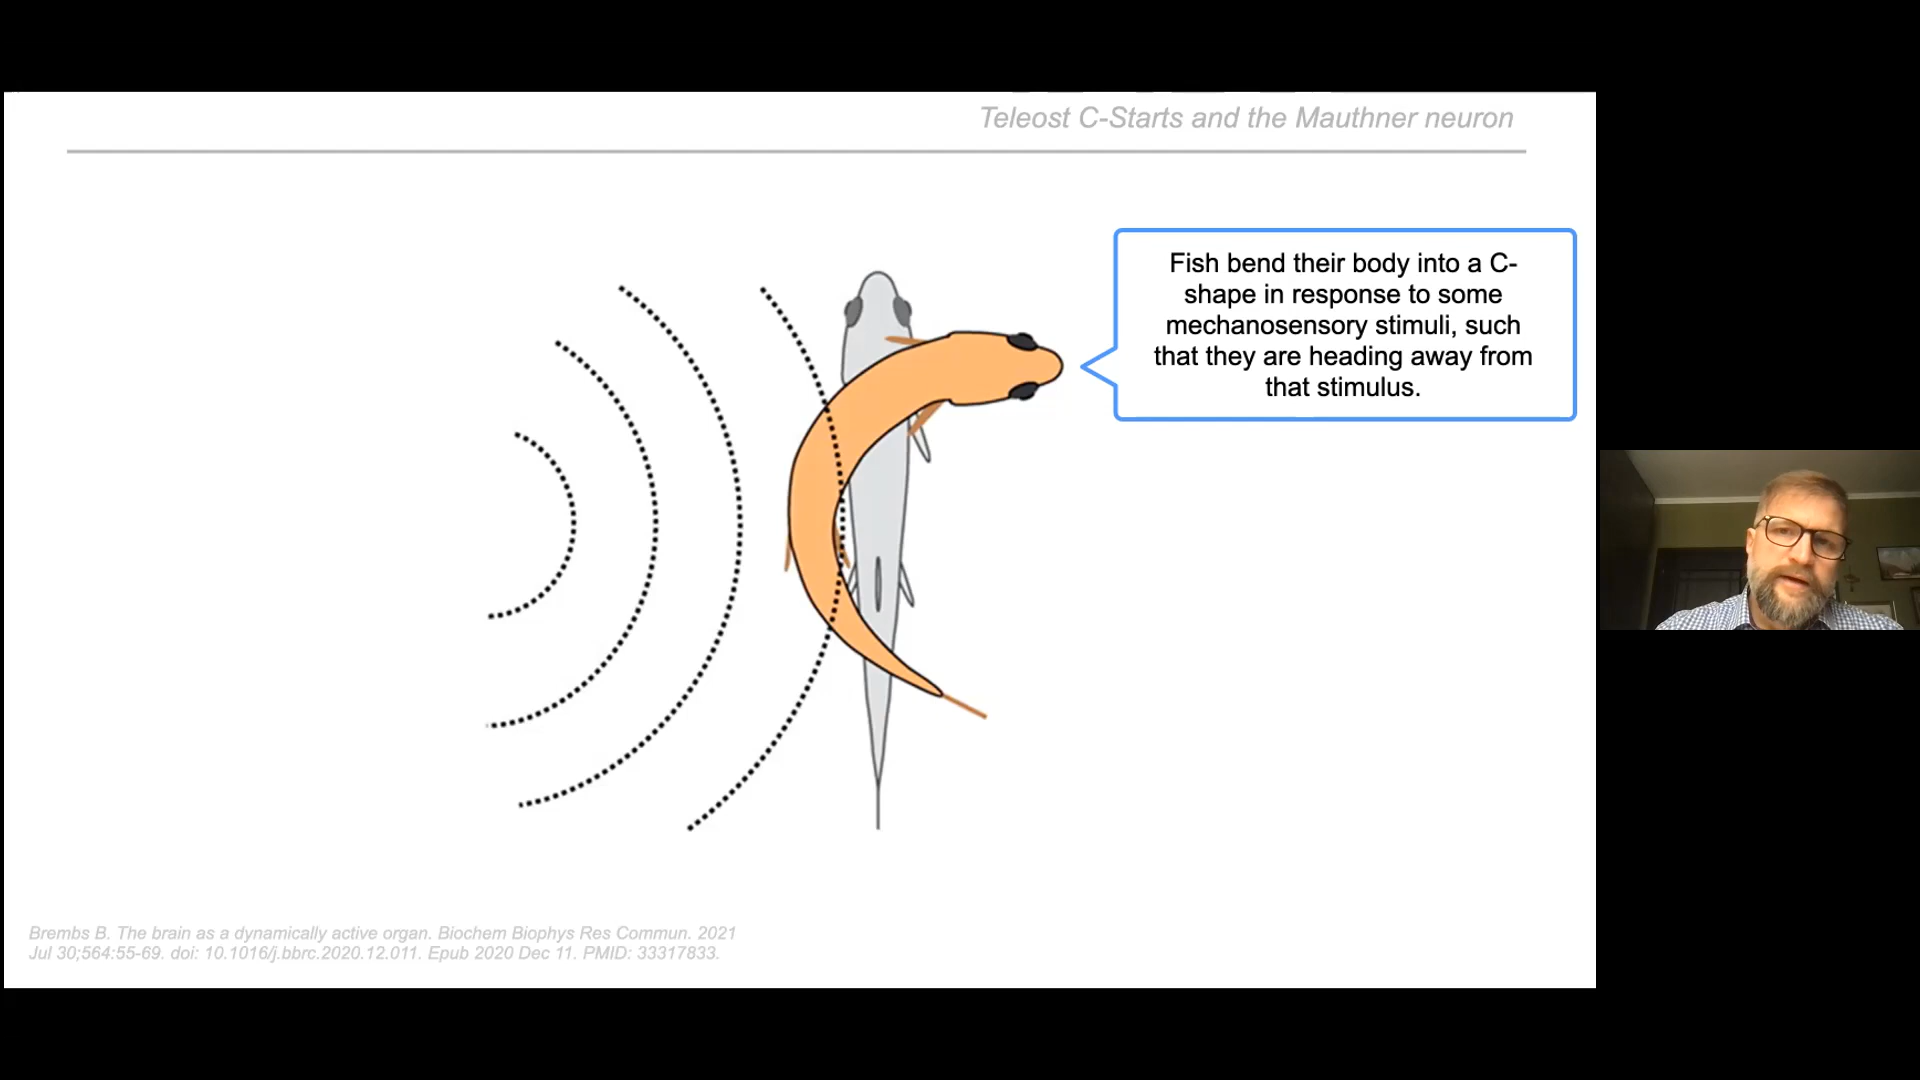 Teleost C-Starts and the Mauthner neuron
Fish bend their body into a C-
shape in response to some
mechanosensory stimuli, such
that they are heading away from
that stimulus.
Brembs B. The brain as a dynamically active organ. Biochem Biophys Res Commun. 2021
Jul 30;564:55-69. doi: 10.1016/j.bbrc.2020.12.011. Epub 2020 Dec 11. PMID: 33317833.